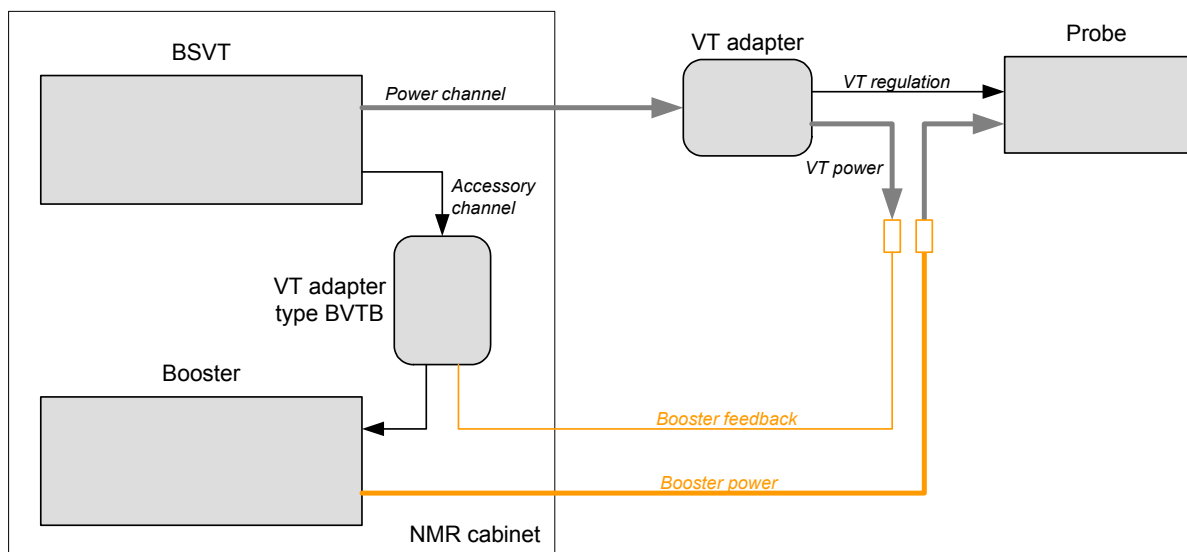 BSVT
VT adapter
Probe
Power channel
VT regulation
VT power
Accessory
channel
VT adapter
type BVTB
Booster
Booster feedback
Booster power
NMR cabinet